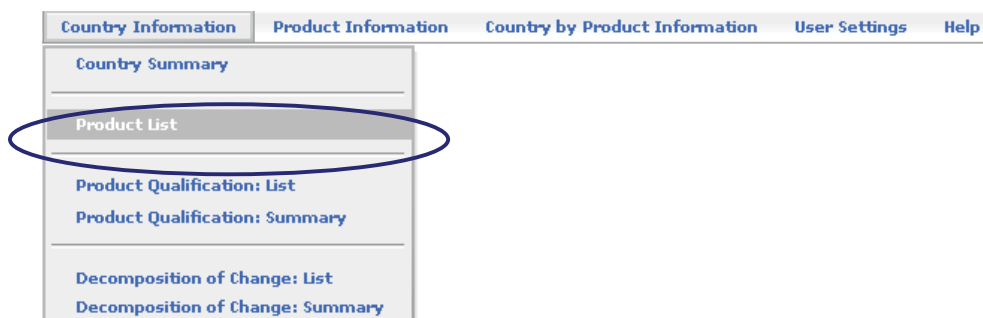 Country Information Product Information Country by Product Information User Settings Help
Country Summary
Product List
Product Qualification: List
Product Qualification: Summary
Decomposition of Change: List
Decomposition of Change: Summary